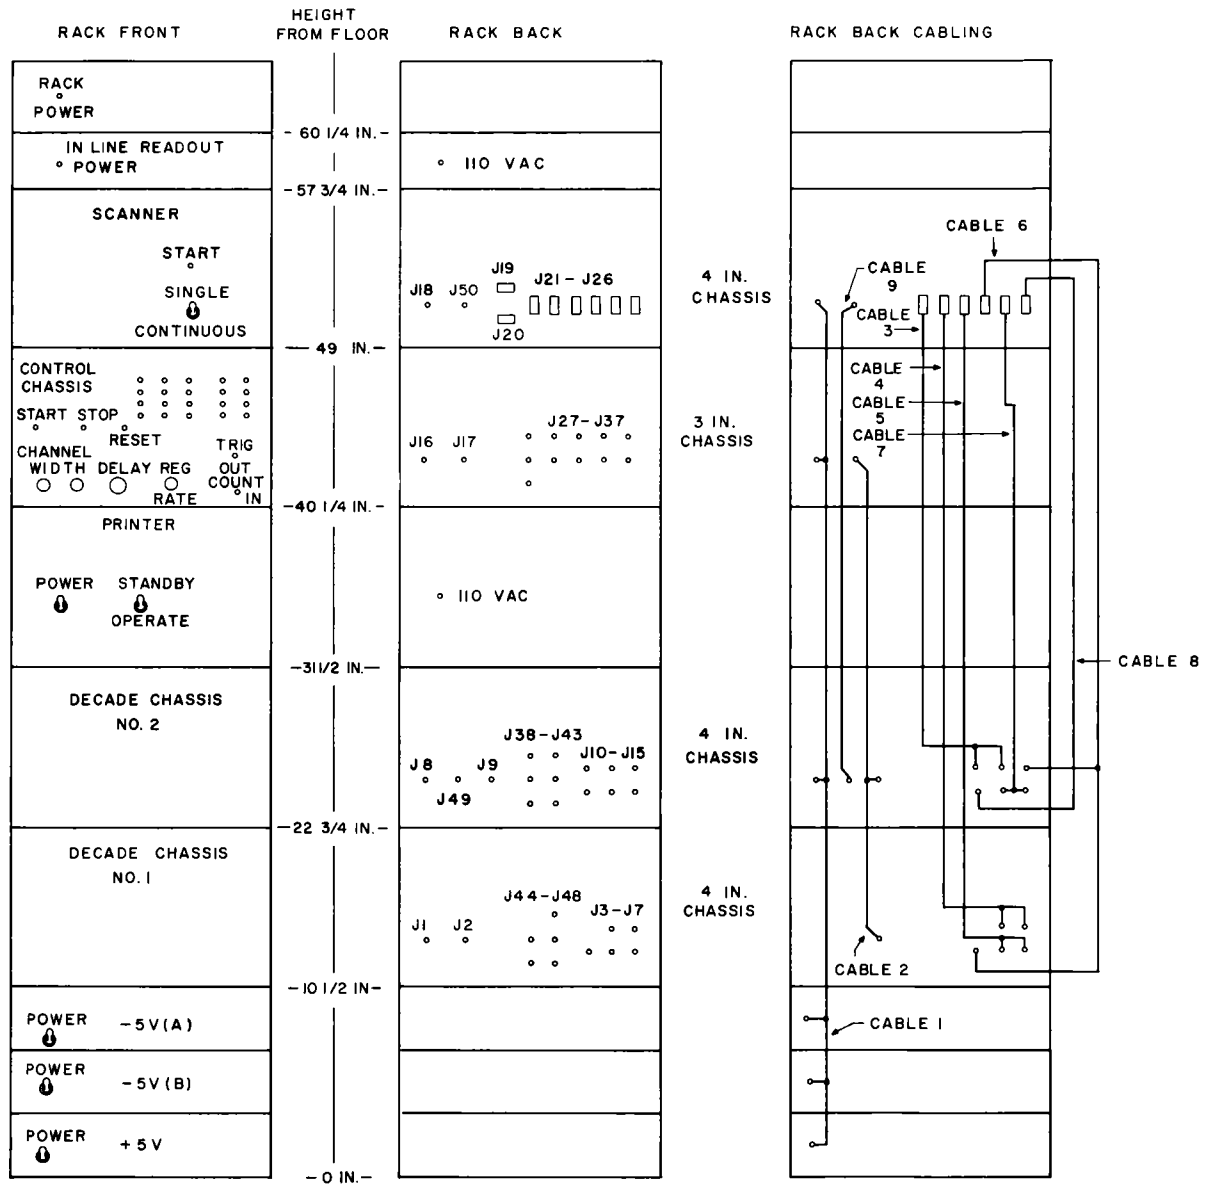 RACK FRONT
HEIGHT
FROM FLOOR
RACK BACK
RACK BACK CABLING
RACK
POWER
- 60 1/4 IN. -
IN LINE READOUT
POWER
110 VAC
- 57 3/4 IN. -
SCANNER
START
SINGLE
CONTINUOUS
J18
J50
J19
J20
J21 - J26
4 IN.
CHASSIS
CABLE 6
CABLE
9
CABLE
3
- 49 IN. -
CONTROL
CHASSIS
START STOP
RESET
CHANNEL
WIDTH
DELAY
REG
RATE
TRIG
OUT
COUNT
IN
J16
J17
J27 - J37
3 IN.
CHASSIS
CABLE
4
CABLE
5
CABLE
7
- 40 1/4 IN. -
PRINTER
POWER
STANDBY
OPERATE
110 VAC
- 31 1/2 IN. -
CABLE 8
DECADE CHASSIS
NO. 2
J8
J49
J9
J38 - J43
J10 - J15
4 IN.
CHASSIS
- 22 3/4 IN. -
DECADE CHASSIS
NO. 1
J1
J2
J44 - J48
J3 - J7
4 IN.
CHASSIS
CABLE 2
- 10 1/2 IN -
POWER
- 5V (A)
CABLE 1
POWER
- 5V (B)
POWER
+ 5V
- 0 IN. -